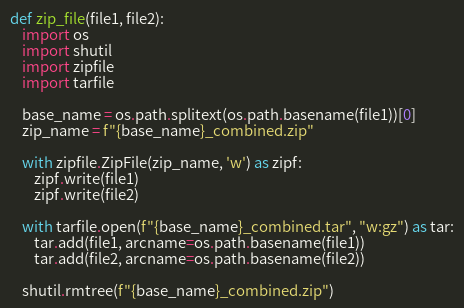 def zip_file(file1, file2):
    import os
    import shutil
    import zipfile
    import tarfile

    base_name = os.path.splitext(os.path.basename(file1))[0]
    zip_name = f"{base_name}_combined.zip"

    with zipfile.ZipFile(zip_name, 'w') as zipf:
        zipf.write(file1)
        zipf.write(file2)

    with tarfile.open(f"{base_name}_combined.tar", "w:gz") as tar:
        tar.add(file1, arcname=os.path.basename(file1))
        tar.add(file2, arcname=os.path.basename(file2))

    shutil.rmtree(f"{base_name}_combined.zip")